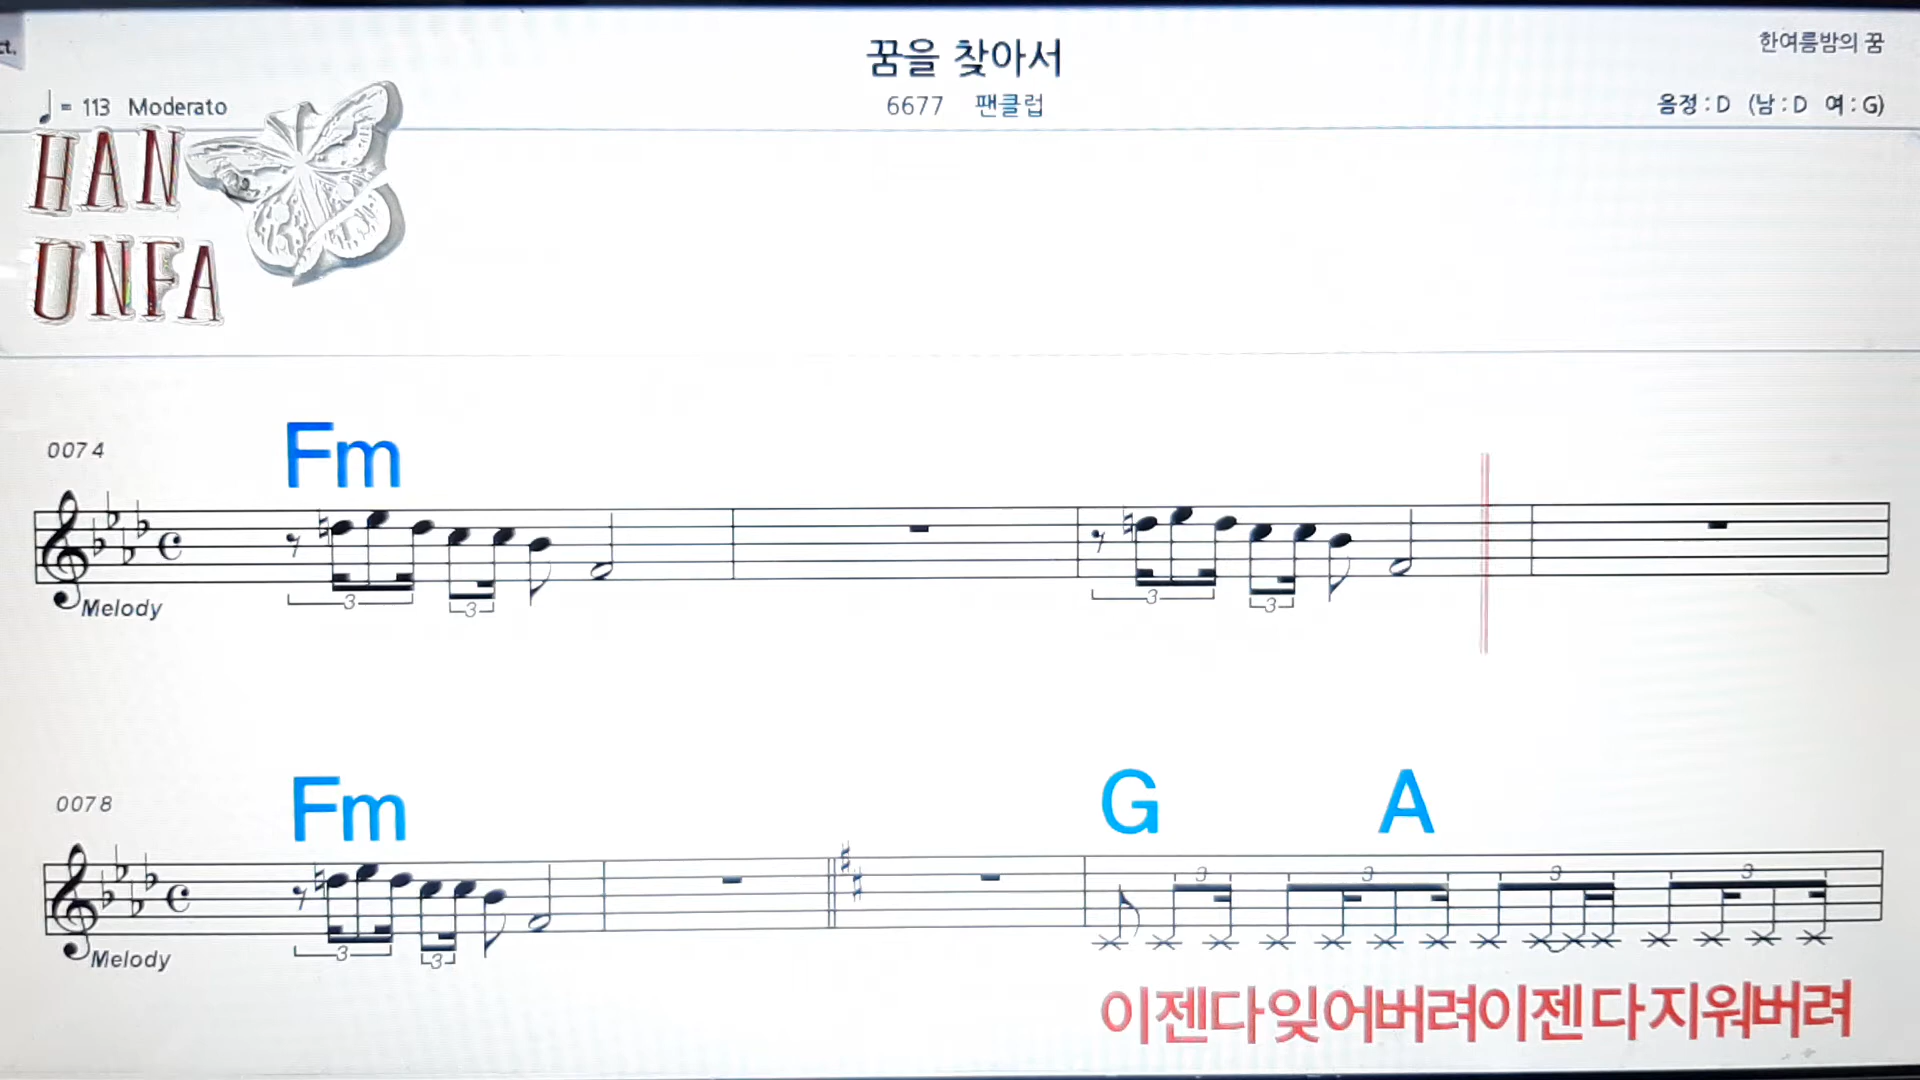 ct.
꿈을 찾아서
한여름밤의 꿈
♩= 113 Moderato
6677 팬클럽
음정 : D (남 : D 여 : G)
HAN
UNFA
0074
Fm
3 3 3 3
Melody
0078
Fm G A
3 3 3 3
3 3
Melody
이젠다잊어버려이젠다지워버려